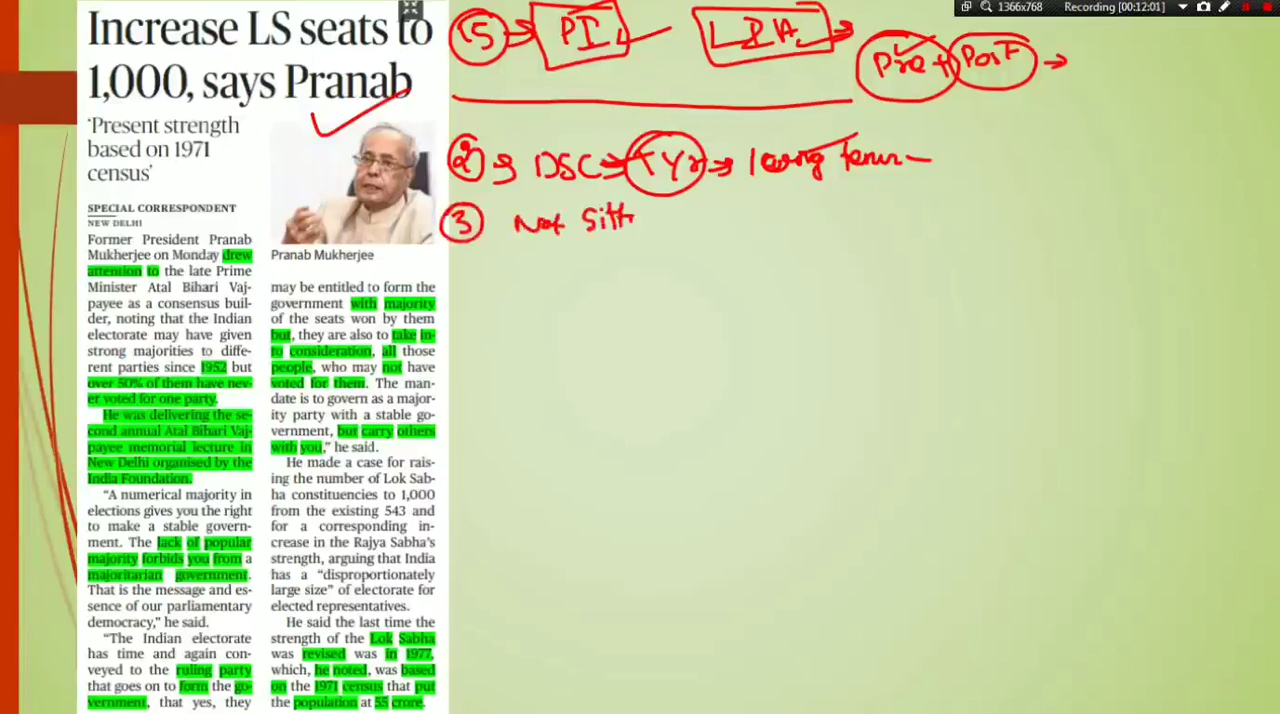 Increase LS seats to
1,000, says Pranab
'Present strength
based on 1971
census'
SPECIAL CORRESPONDENT
NEW DELHI
Former President Pranab
Mukherjee on Monday drew
attention to the late Prime
Minister Atal Bihari Vaj-
payee as a consensus buil-
der, noting that the Indian
electorate may have given
strong majorities to diffe-
rent parties since 1952 but
over 50% of them have nev-
er voted for one party.
He was delivering the se-
cond annual Atal Bihari Vaj-
payee memorial lecture in
New Delhi organised by the
India Foundation.
"A numerical majority in
elections gives you the right
to make a stable govern-
ment. The lack of popular
majority forbids you from a
majoritarian government.
That is the message and es-
sence of our parliamentary
democracy," he said.
"The Indian electorate
has time and again con-
veyed to the ruling party
that goes on to form the go-
vernment, that yes, they
Pranab Mukherjee
may be entitled to form the
government with majority
of the seats won by them
but, they are also to take in-
to consideration, all those
people, who may not have
voted for them. The man-
date is to govern as a major-
ity party with a stable go-
vernment, but carry others
with you," he said.
He made a case for rais-
ing the number of Lok Sab-
ha constituencies to 1,000
from the existing 543 and
for a corresponding in-
crease in the Rajya Sabha's
strength, arguing that India
has a "disproportionately
large size" of electorate for
elected representatives.
He said the last time the
strength of the Lok Sabha
was revised was in 1977,
which, he noted, was based
on the 1971 census that put
the population at 55 crore.
1366x768 Recording [00:12:01]
PI
Pre + Post
2 DSC 1 Yr term
3 Not Sitt